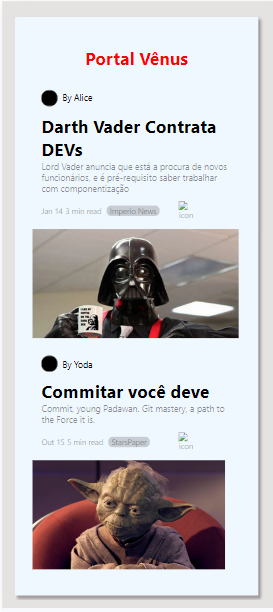 Portal Vênus
By Alice
Darth Vader Contrata
DEVs
Lord Vader anuncia que está a procura de novos
funcionários, e é pré-requisito saber trabalhar
com componentização
Jan 14 3 min read Imperio News icon
By Yoda
Commitar você deve
Commit, young Padawan. Git mastery, a path to
the Force it is.
Out 15 5 min read StarsPaper icon